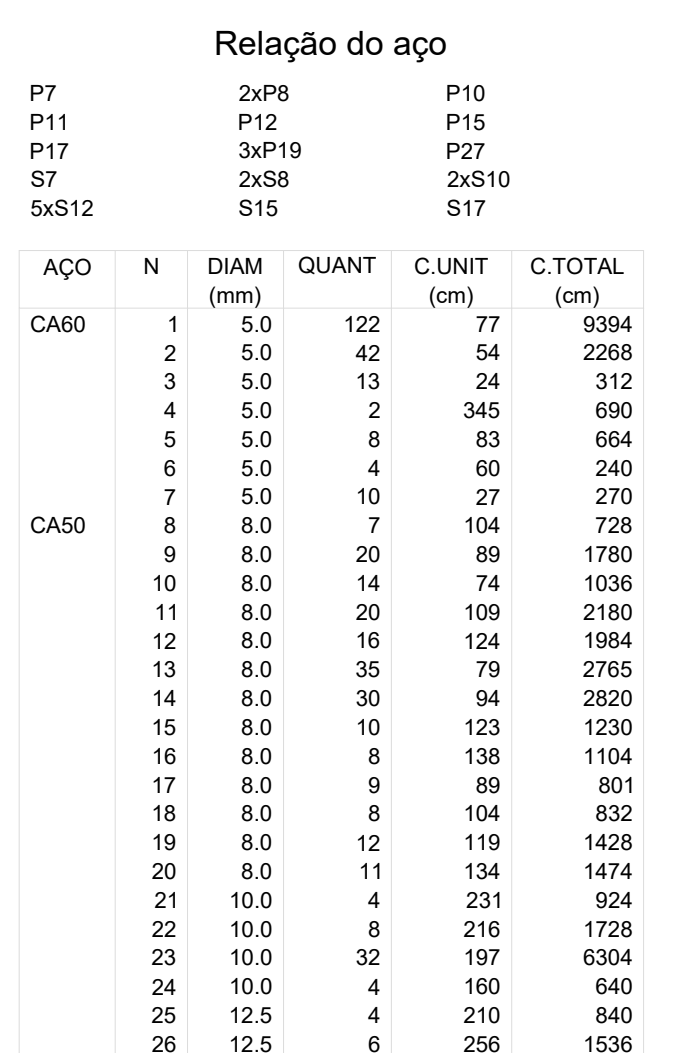 Relação do aço
P7 2xP8 P10
P11 P12 P15
P17 3xP19 P27
S7 2xS8 2xS10
5xS12 S15 S17
AÇO N DIAM QUANT C.UNIT C.TOTAL
(mm) (cm) (cm)
CA60 1 5.0 122 77 9394
2 5.0 42 54 2268
3 5.0 13 24 312
4 5.0 2 345 690
5 5.0 8 83 664
6 5.0 4 60 240
7 5.0 10 27 270
CA50 8 8.0 7 104 728
9 8.0 20 89 1780
10 8.0 14 74 1036
11 8.0 20 109 2180
12 8.0 16 124 1984
13 8.0 35 79 2765
14 8.0 30 94 2820
15 8.0 10 123 1230
16 8.0 8 138 1104
17 8.0 9 89 801
18 8.0 8 104 832
19 8.0 12 119 1428
20 8.0 11 134 1474
21 10.0 4 231 924
22 10.0 8 216 1728
23 10.0 32 197 6304
24 10.0 4 160 640
25 12.5 4 210 840
26 12.5 6 256 1536